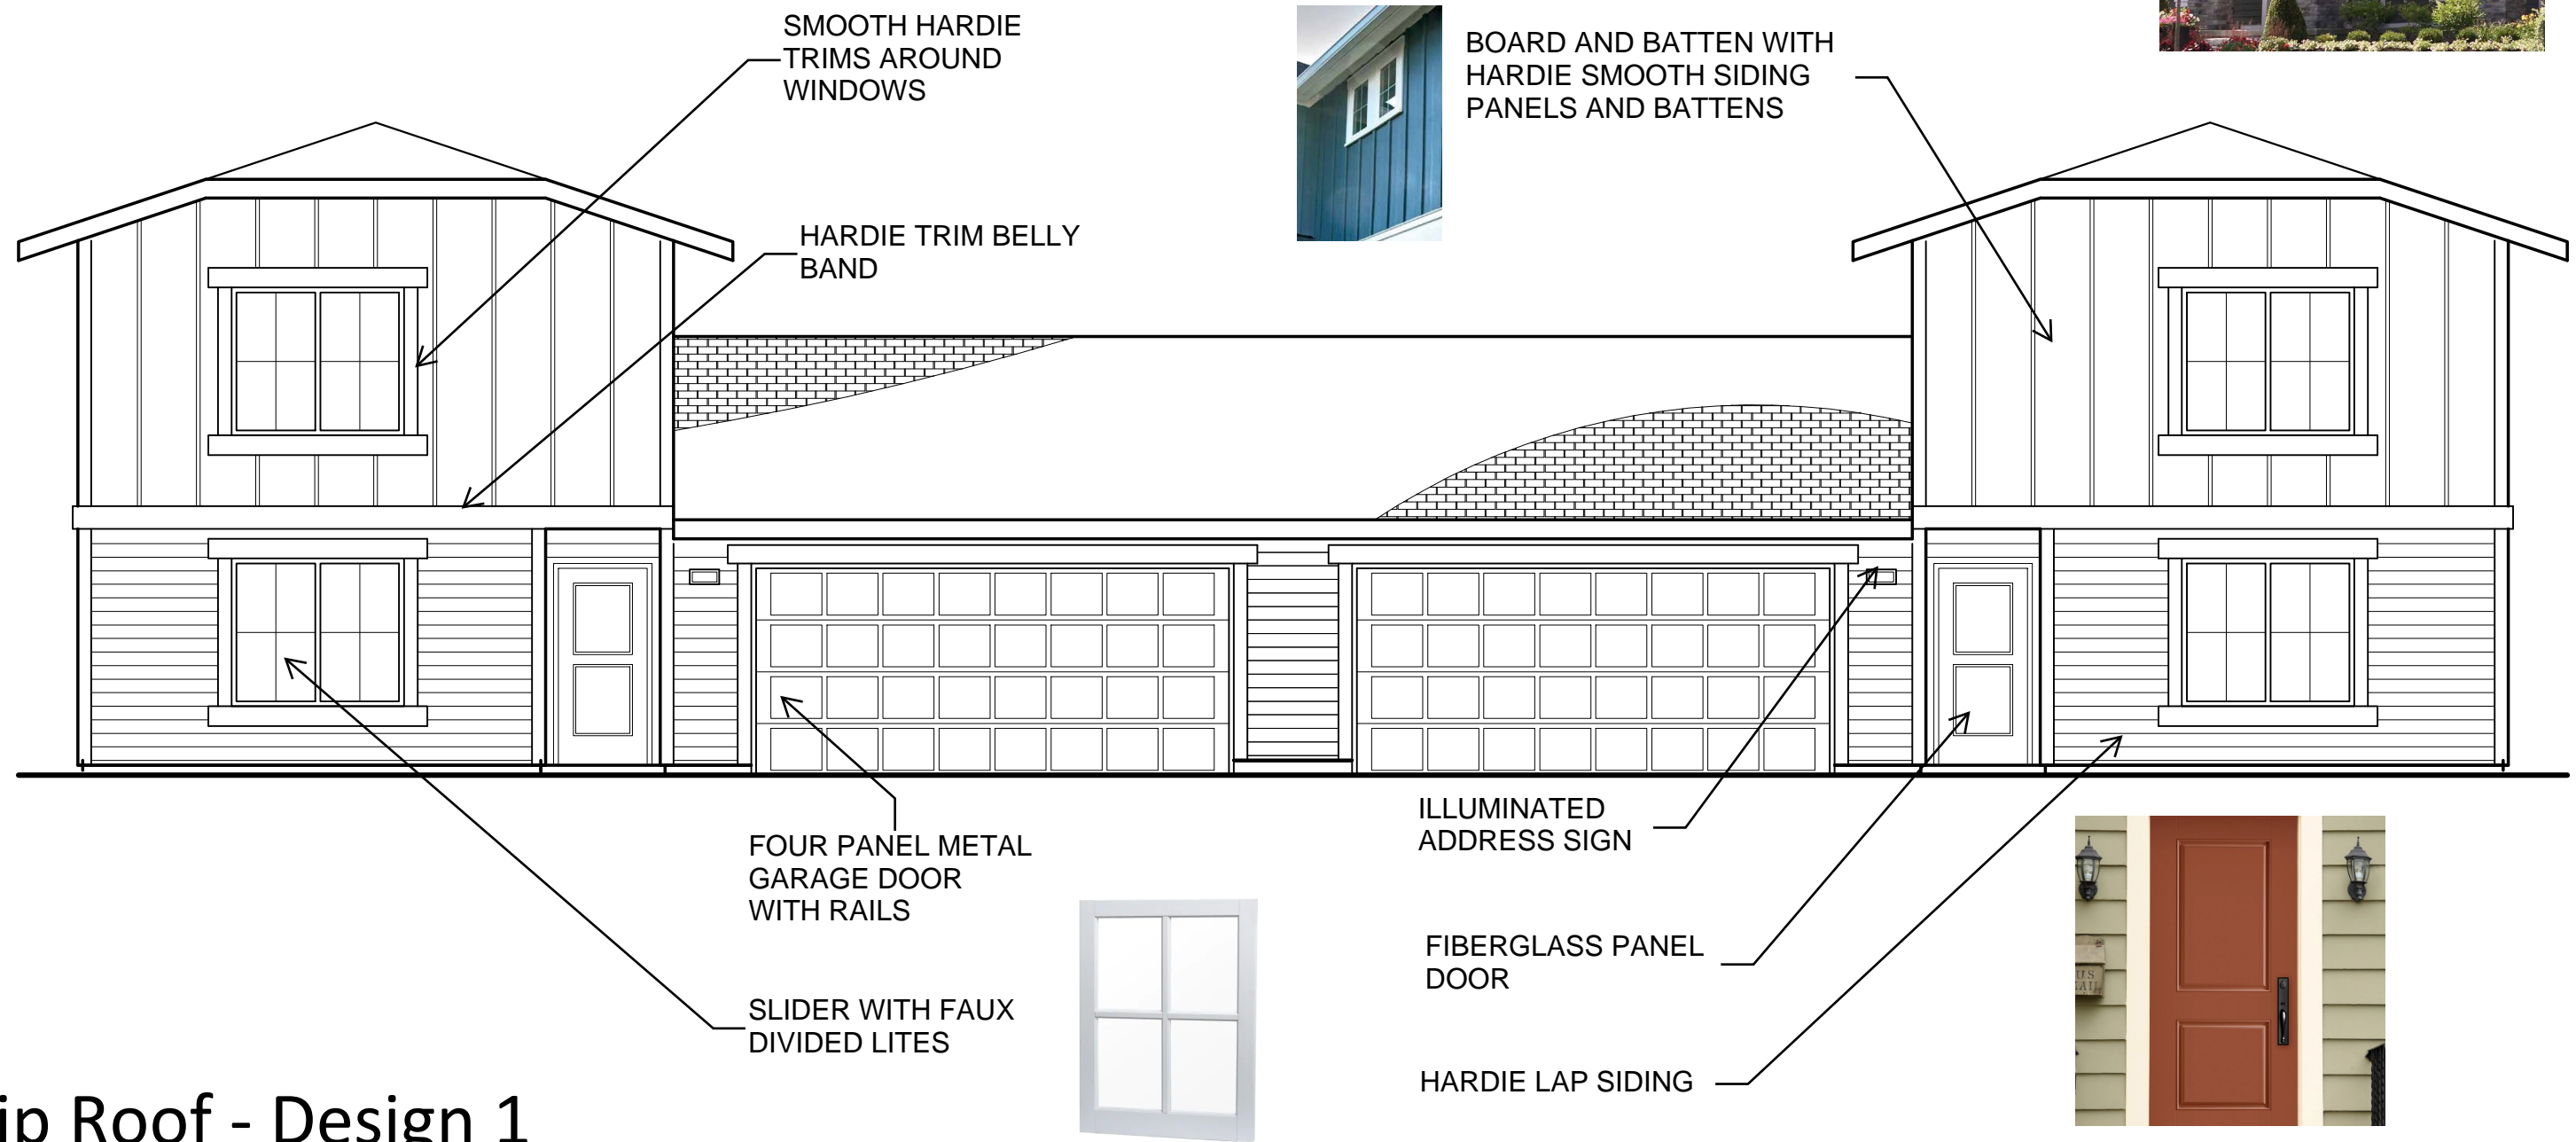 SMOOTH HARDIE
TRIMS AROUND
WINDOWS
BOARD AND BATTEN WITH
HARDIE SMOOTH SIDING
PANELS AND BATTENS
HARDIE TRIM BELLY
BAND
FOUR PANEL METAL
GARAGE DOOR
WITH RAILS
ILLUMINATED
ADDRESS SIGN
FIBERGLASS PANEL
DOOR
SLIDER WITH FAUX
DIVIDED LITES
HARDIE LAP SIDING
ip Roof - Design 1
US